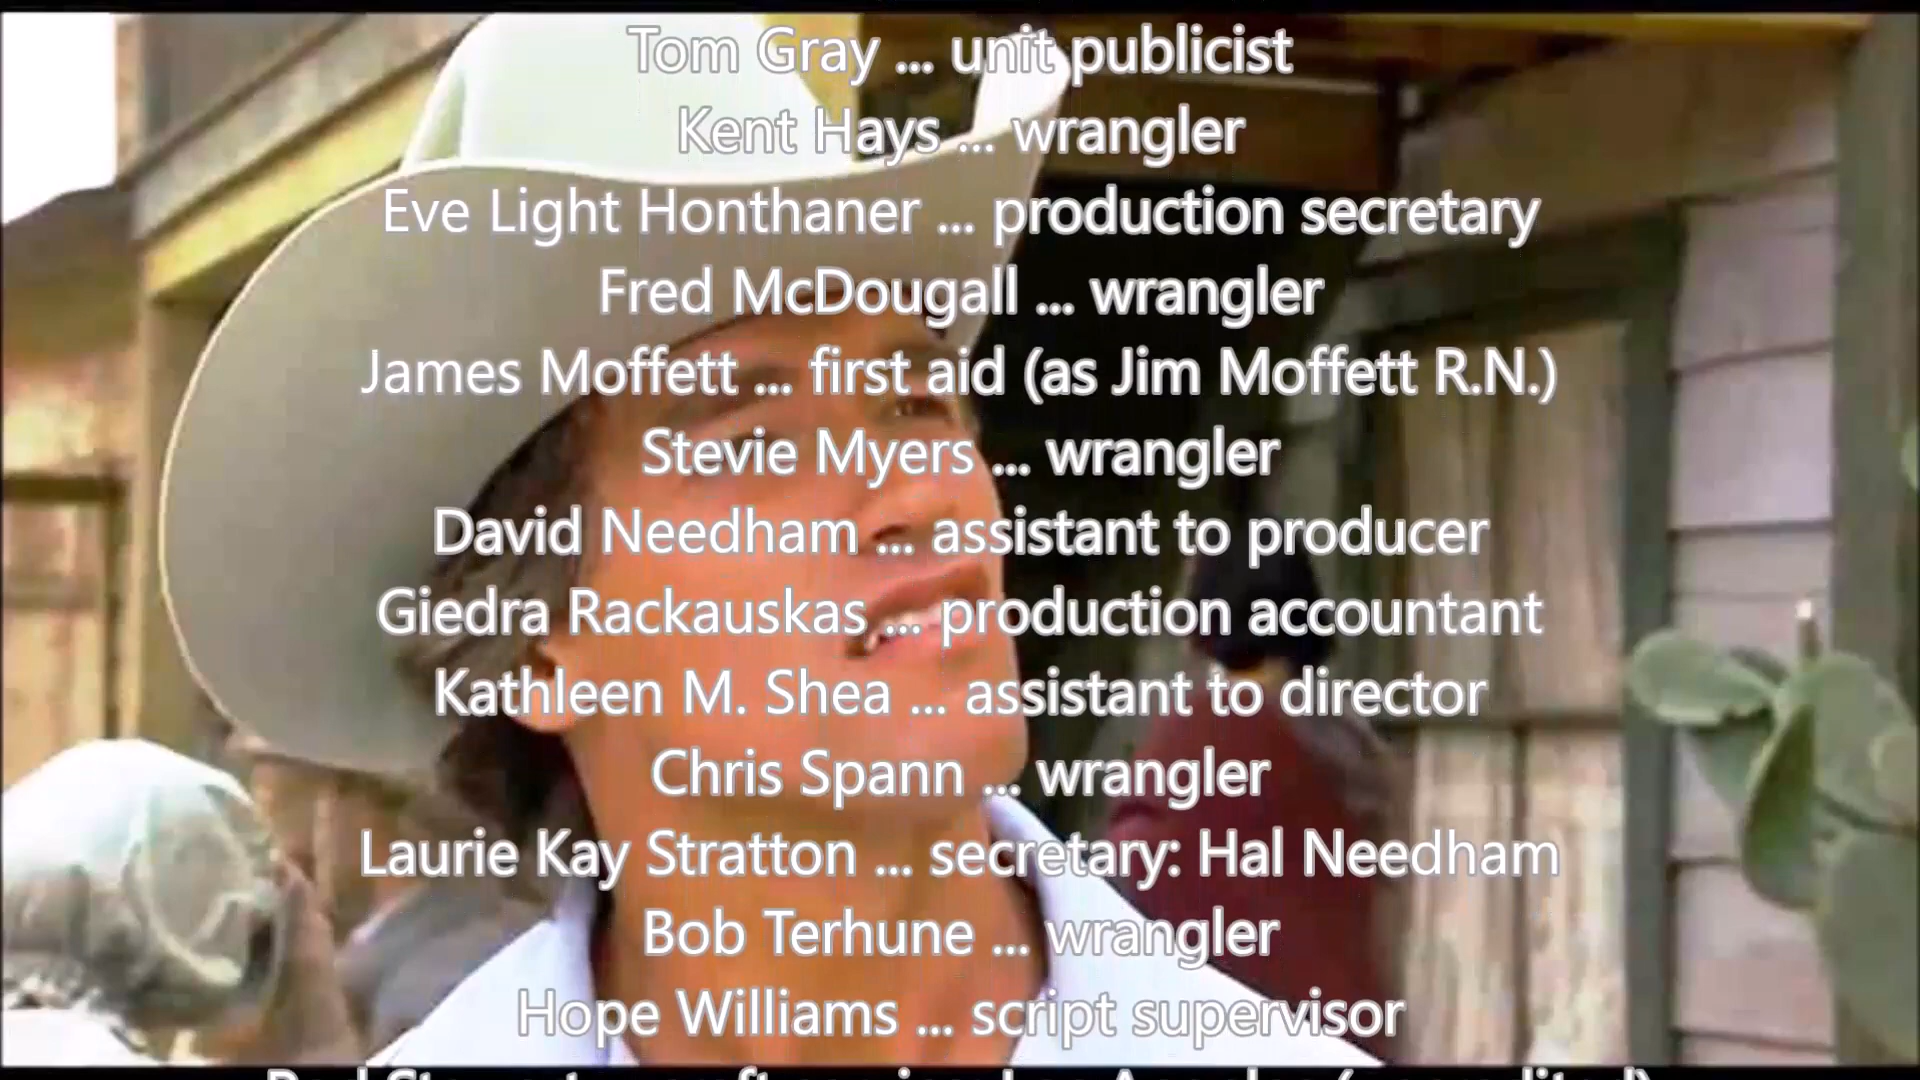 Tom Gray ... unit publicist
Kent Hays ... wrangler
Eve Light Honthaner ... production secretary
Fred McDougall ... wrangler
James Moffett ... first aid (as Jim Moffett R.N.)
Stevie Myers ... wrangler
David Needham ... assistant to producer
Giedra Rackauskas ... production accountant
Kathleen M. Shea ... assistant to director
Chris Spann ... wrangler
Laurie Kay Stratton ... secretary: Hal Needham
Bob Terhune ... wrangler
Hope Williams ... script supervisor